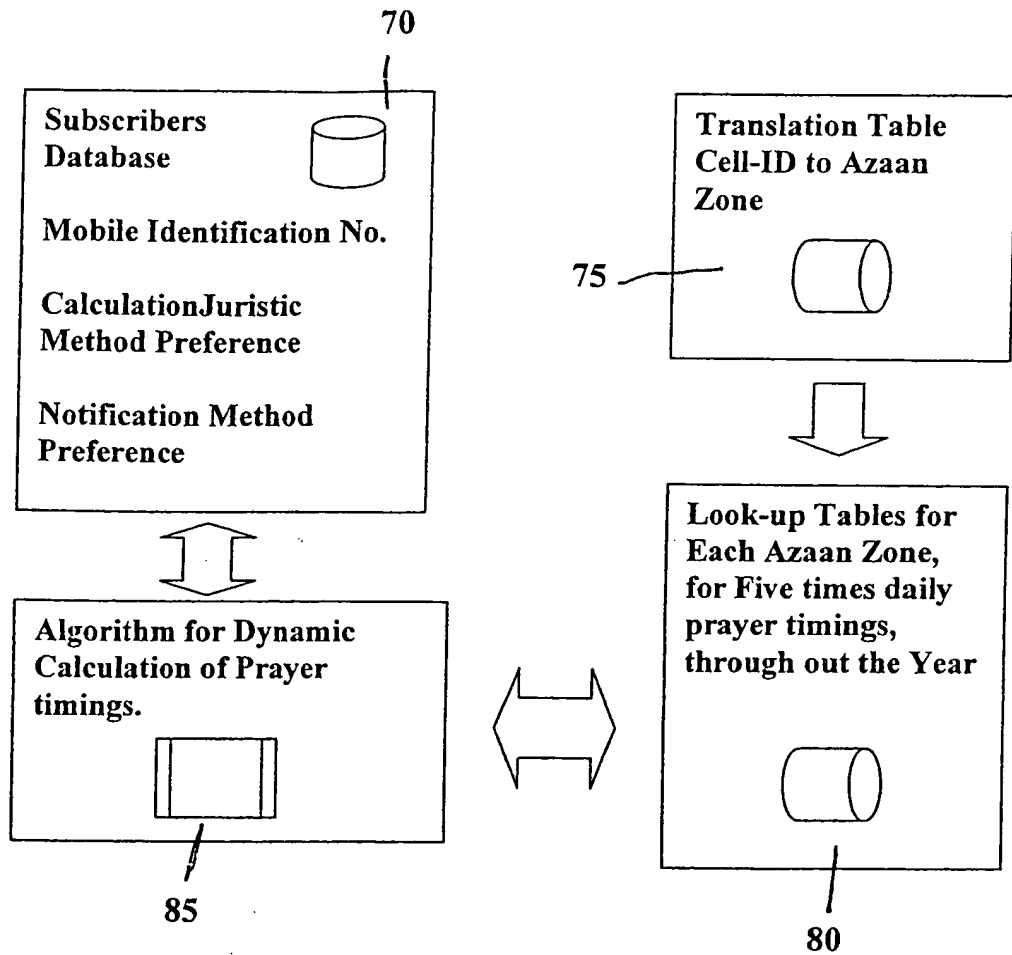 70
Subscribers
Database
Mobile Identification No.
CalculationJuristic
Method Preference
Notification Method
Preference
Translation Table
Cell-ID to Azaan
Zone
75
Algorithm for Dynamic
Calculation of Prayer
timings.
85
Look-up Tables for
Each Azaan Zone,
for Five times daily
prayer timings,
through out the Year
80